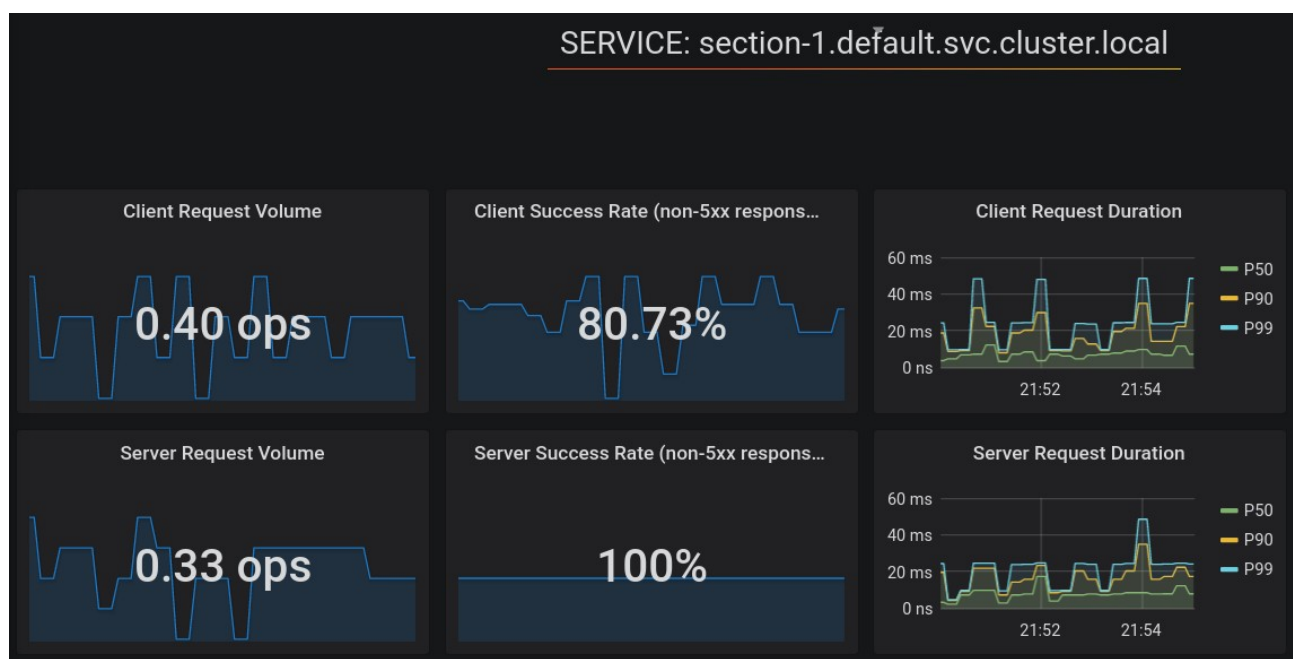 SERVICE: section-1.default.svc.cluster.local
Client Request Volume
0.40 ops
Client Success Rate (non-5xx respons...
80.73%
Client Request Duration
60 ms
40 ms
20 ms
0 ns
21:52
21:54
P50
P90
P99
Server Request Volume
0.33 ops
Server Success Rate (non-5xx respons...
100%
Server Request Duration
60 ms
40 ms
20 ms
0 ns
21:52
21:54
P50
P90
P99